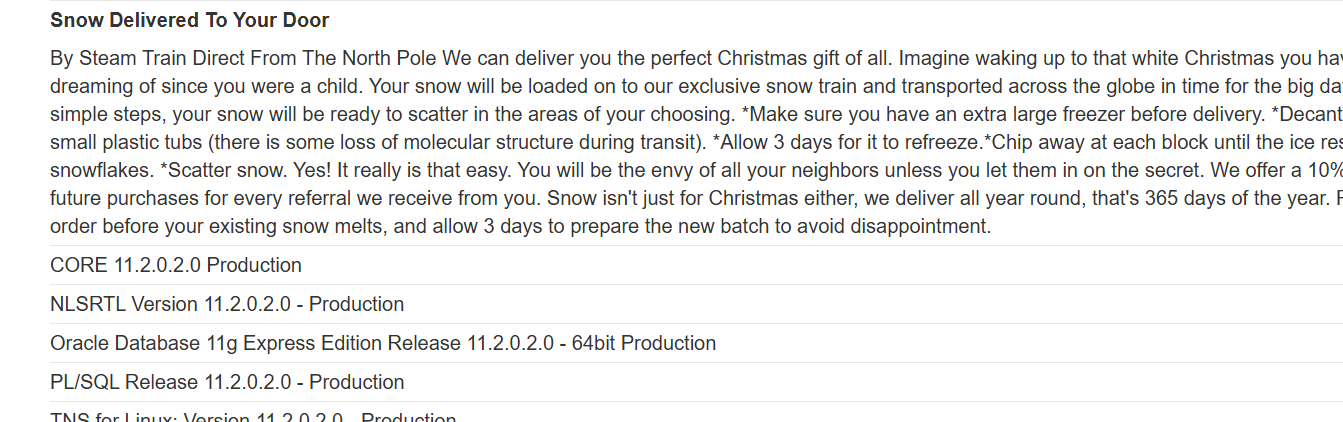 Snow Delivered To Your Door
By Steam Train Direct From The North Pole We can deliver you the perfect Christmas gift of all. Imagine waking up to that white Christmas you
dreaming of since you were a child. Your snow will be loaded on to our exclusive snow train and transported across the globe in time for the big
simple steps, your snow will be ready to scatter in the areas of your choosing. *Make sure you have an extra large freezer before delivery. *Decant
small plastic tubs (there is some loss of molecular structure during transit). *Allow 3 days for it to refreeze.*Chip away at each block until the ice
snowflakes. *Scatter snow. Yes! It really is that easy. You will be the envy of all your neighbors unless you let them in on the secret. We offer a 10%
future purchases for every referral we receive from you. Snow isn't just for Christmas either, we deliver all year round, that's 365 days of the year.
order before your existing snow melts, and allow 3 days to prepare the new batch to avoid disappointment.
CORE 11.2.0.2.0 Production
NLSRTL Version 11.2.0.2.0 - Production
Oracle Database 11g Express Edition Release 11.2.0.2.0 - 64bit Production
PL/SQL Release 11.2.0.2.0 - Production
TNS for Linux: Version 11.2.0.2.0 - Production